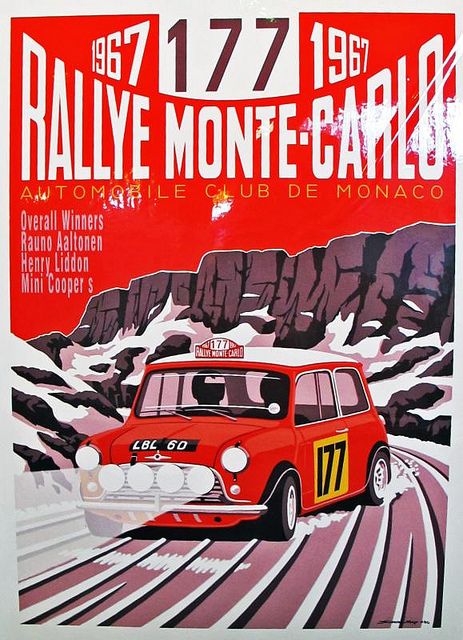 1967 177 1967
RALLYE MONTE-CARLO
AUTOMOBILE CLUB DE MONACO
Overall Winners
Rauno Aaltonen
Henry Liddon
Mini Cooper s
177
RALLYE MONTE-CARLO
LBL 6D
177